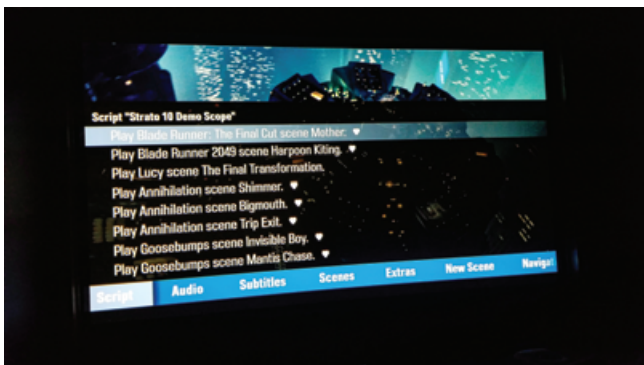 Script "Strato 10 Demo Scope"
Play Blade Runner: The Final Cut scene Mother. ♥
Play Blade Runner 2049 scene Harpoon Kiting. ♥
Play Lucy scene The Final Transformation.
Play Annihilation scene Shimmer. ♥
Play Annihilation scene Bigmouth. ♥
Play Annihilation scene Trip Exit. ♥
Play Goosebumps scene Invisible Boy. ♥
Play Goosebumps scene Mantis Chase. ♥
Script Audio Subtitles Scenes Extras New Scene Navigat